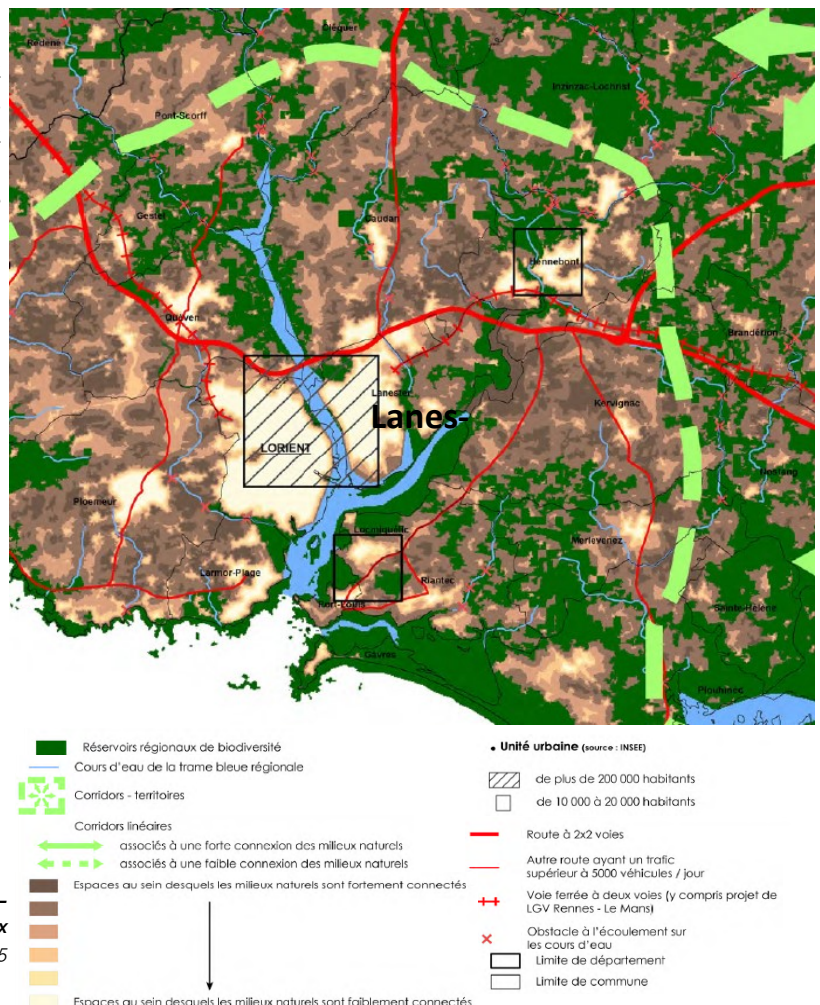 Cléguer
Rédené
Inzinzac-Lochrist
Pont-Scorff
Gestel
Caudan
Hennebont
Quéven
Brandérion
Lanester
Lanes-
Kervignac
LORIENT
Ploemeur
Locmiquélic
Merlevenez
Larmor-Plage
Riantec
Port-Louis
Sainte-Hélène
Gâvres
Plouhinec
Réservoirs régionaux de biodiversité
Cours d'eau de la trame bleue régionale
Corridors - territoires
Corridors linéaires
associés à une forte connexion des milieux naturels
associés à une faible connexion des milieux naturels
Espaces au sein desquels les milieux naturels sont fortement connectés
Espaces au sein desquels les milieux naturels sont faiblement connectés
x
5
• Unité urbaine (source : INSEE)
de plus de 200 000 habitants
de 10 000 à 20 000 habitants
Route à 2x2 voies
Autre route ayant un trafic
supérieur à 5000 véhicules / jour
Voie ferrée à deux voies (y compris projet de
LGV Rennes - Le Mans)
Obstacle à l'écoulement sur
les cours d'eau
Limite de département
Limite de commune